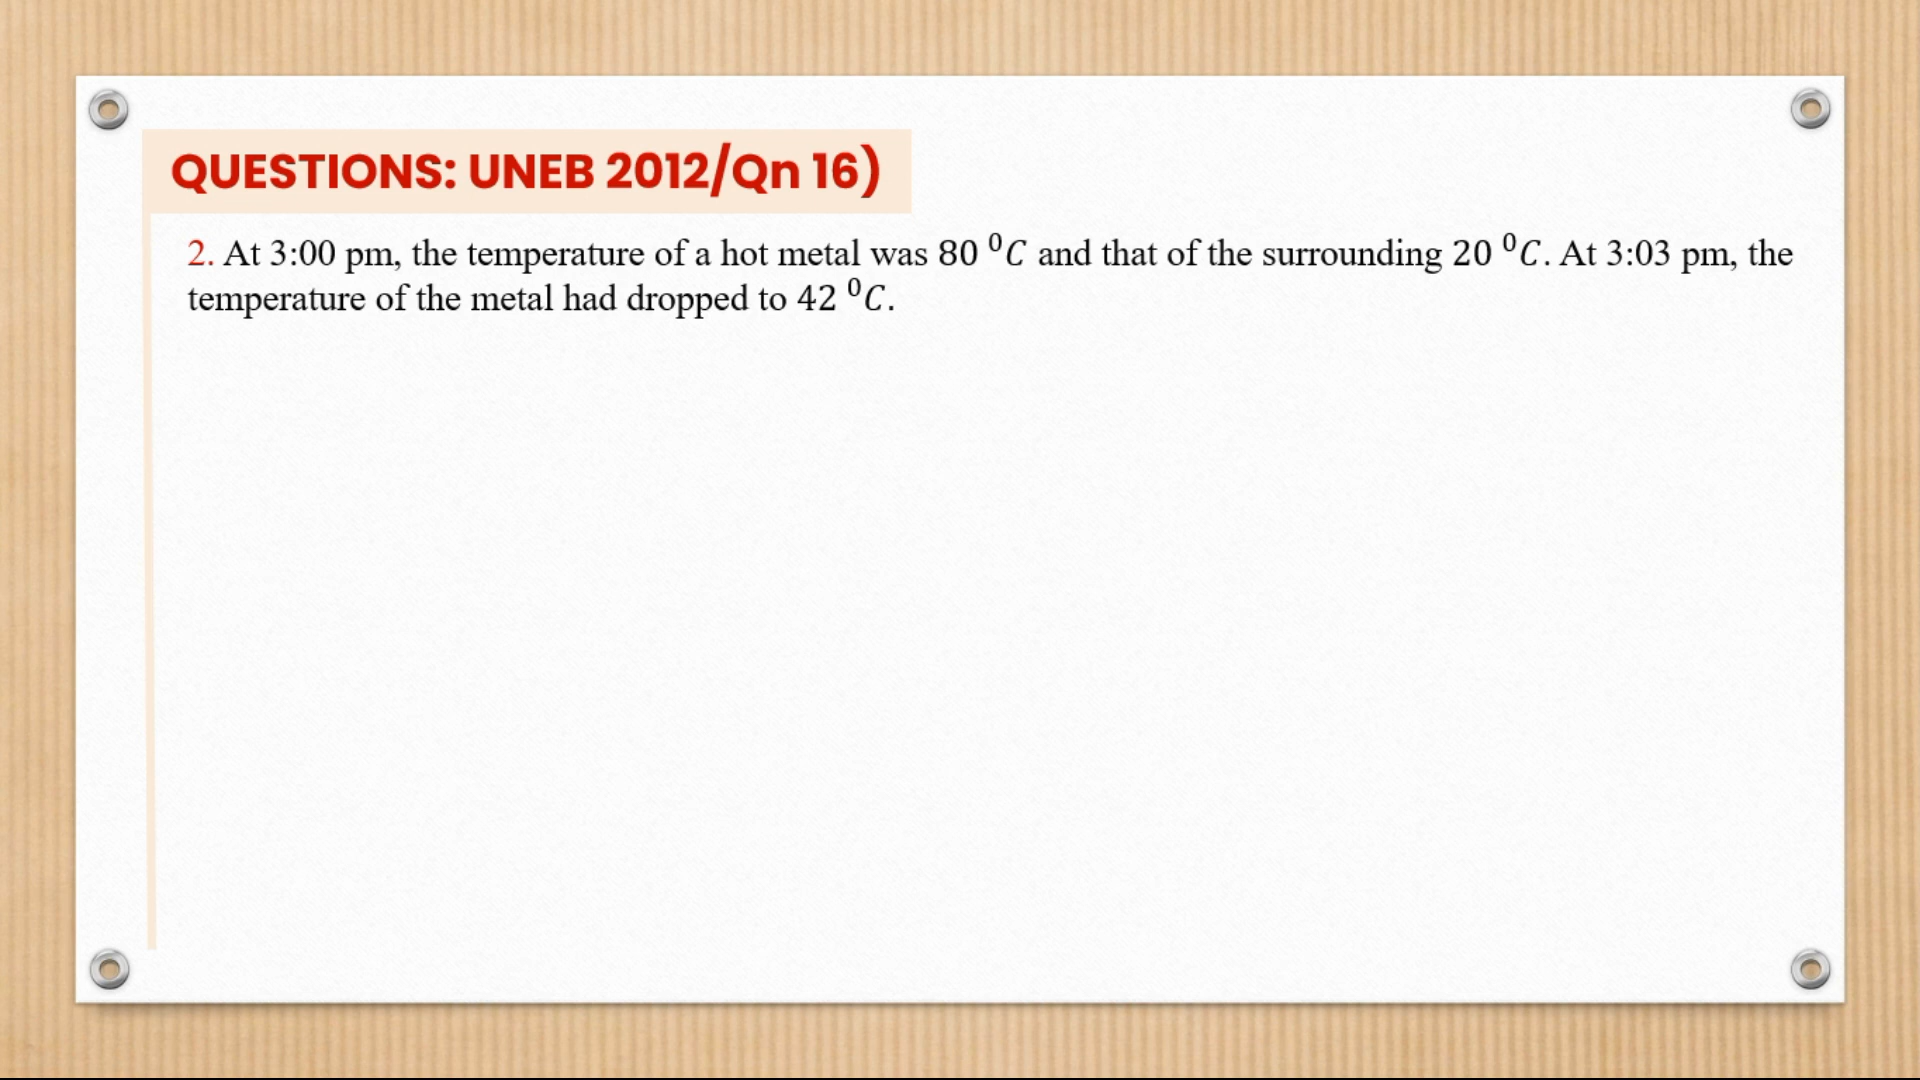 QUESTIONS: UNEB 2012/Qn 16)
2. At 3:00 pm, the temperature of a hot metal was 80 ⁰C and that of the surrounding 20 ⁰C. At 3:03 pm, the
temperature of the metal had dropped to 42 ⁰C.